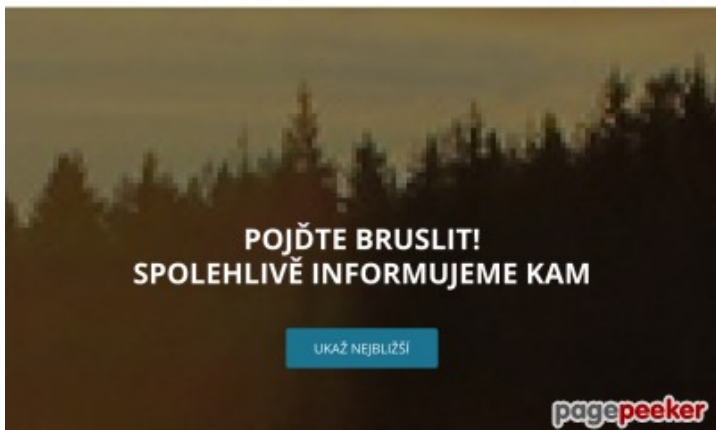 POJĎTE BRUSLIT!
SPOLEHLIVĚ INFORMUJEME KAM
UKAŽ NEJBLIŽŠÍ
pagepeeker